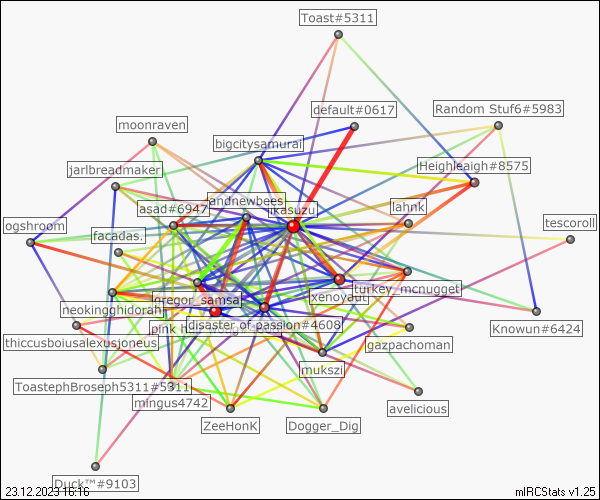 Toast#5311
default#0617
Random Stuf6#5983
moonraven
bigcitysamurai
Heighleaigh#8575
jarlbreadmaker
andnewbees
asad#6947
ikasuzu
lahnk
ogshroom
tescoroll
facadas.
gregor_samsa
xenoyaut
turkey_mcnugget
neokingghidorah
pink
disaster of passion#4608
Knowun#6424
thiccusboiusalexisioneus
gazpachoman
mukszi
ToastephBroseph5311#5311
mingus4742
avelicious
ZeeHonK
Dogger_Dig
Duck™#9103
23.12.2023 16:16
mIRCStats v1.25